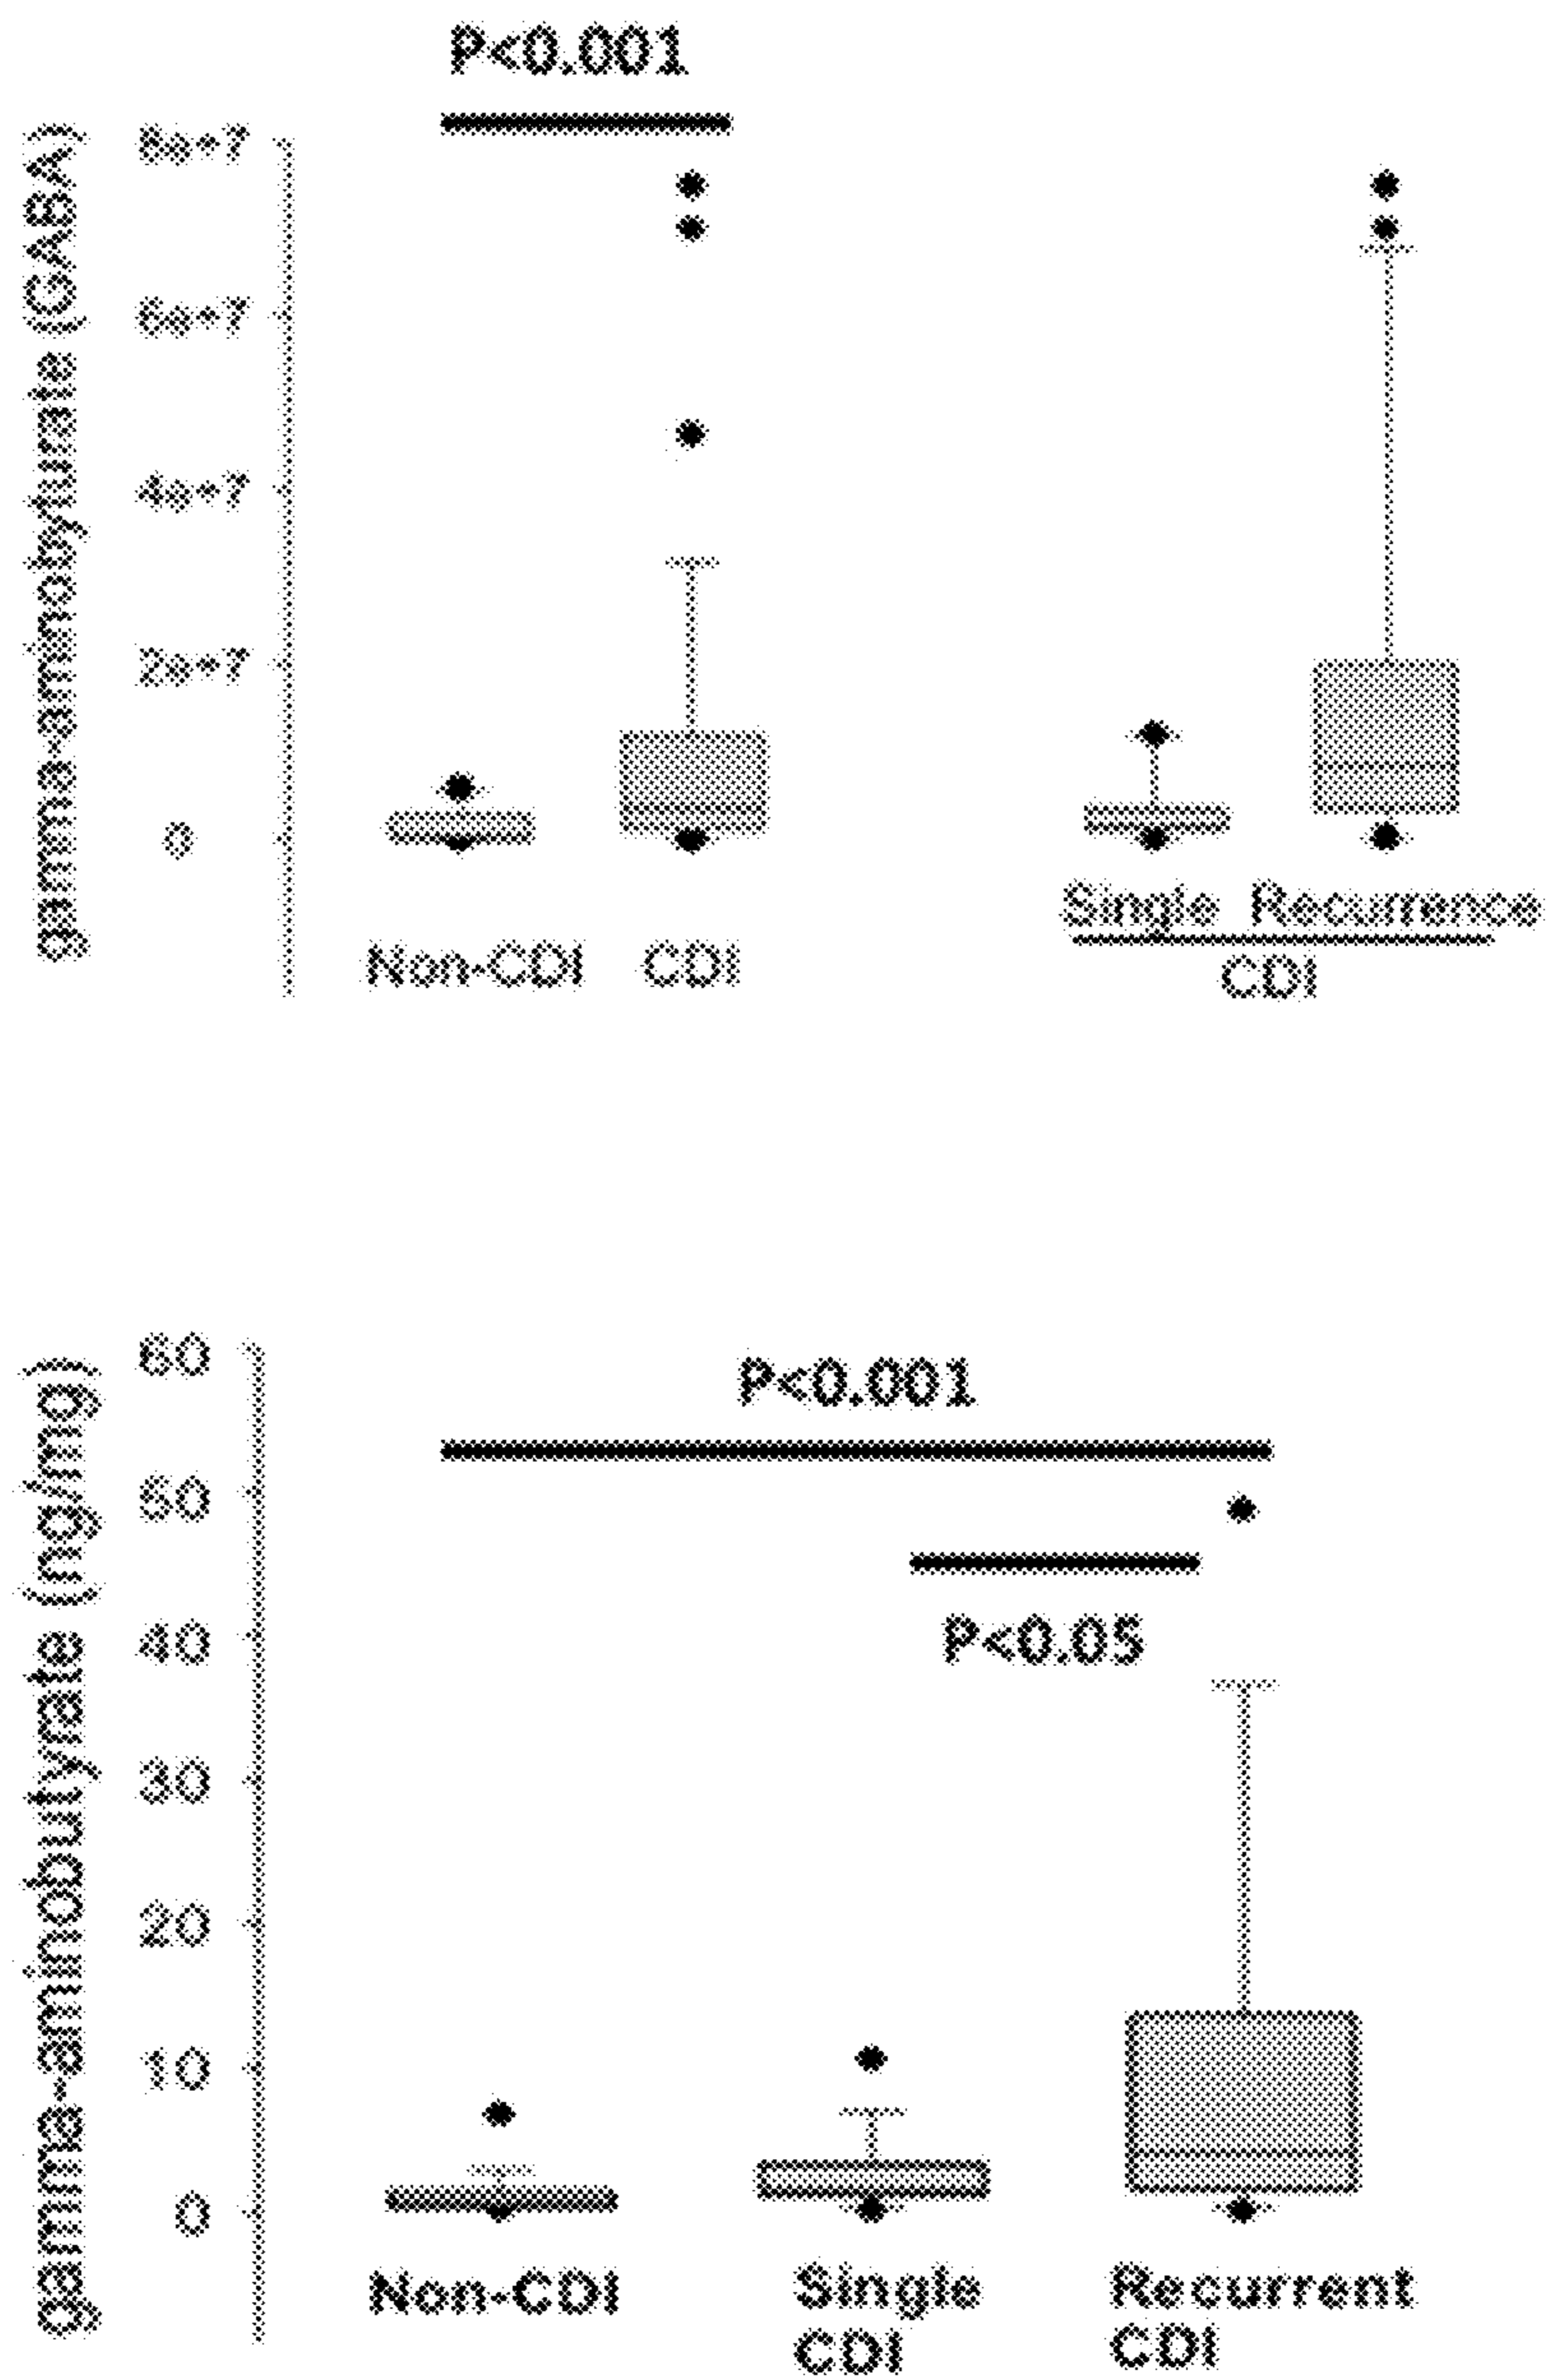 P<0.001
gamma-aminobytyrate (GABA)
8e+7
6e+7
4e+7
2e+7
0
Non-CDI CDI
Single Recurrence
CDI
gamma-aminobutyrate (ng/mg)
60
50
40
30
20
10
0
P<0.001
P<0.05
Non-CDI Single Recurrent
CDI CDI